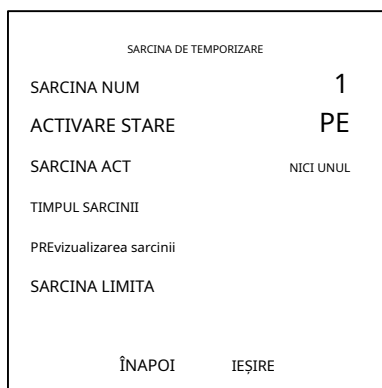 SARCINA DE TEMPORIZARE
SARCINA NUM 1
ACTIVARE STARE PE
SARCINA ACT NICI UNUL
TIMPUL SARCINII
PREvizualizarea sarcinii
SARCINA LIMITA
ÎNAPOI IEȘIRE